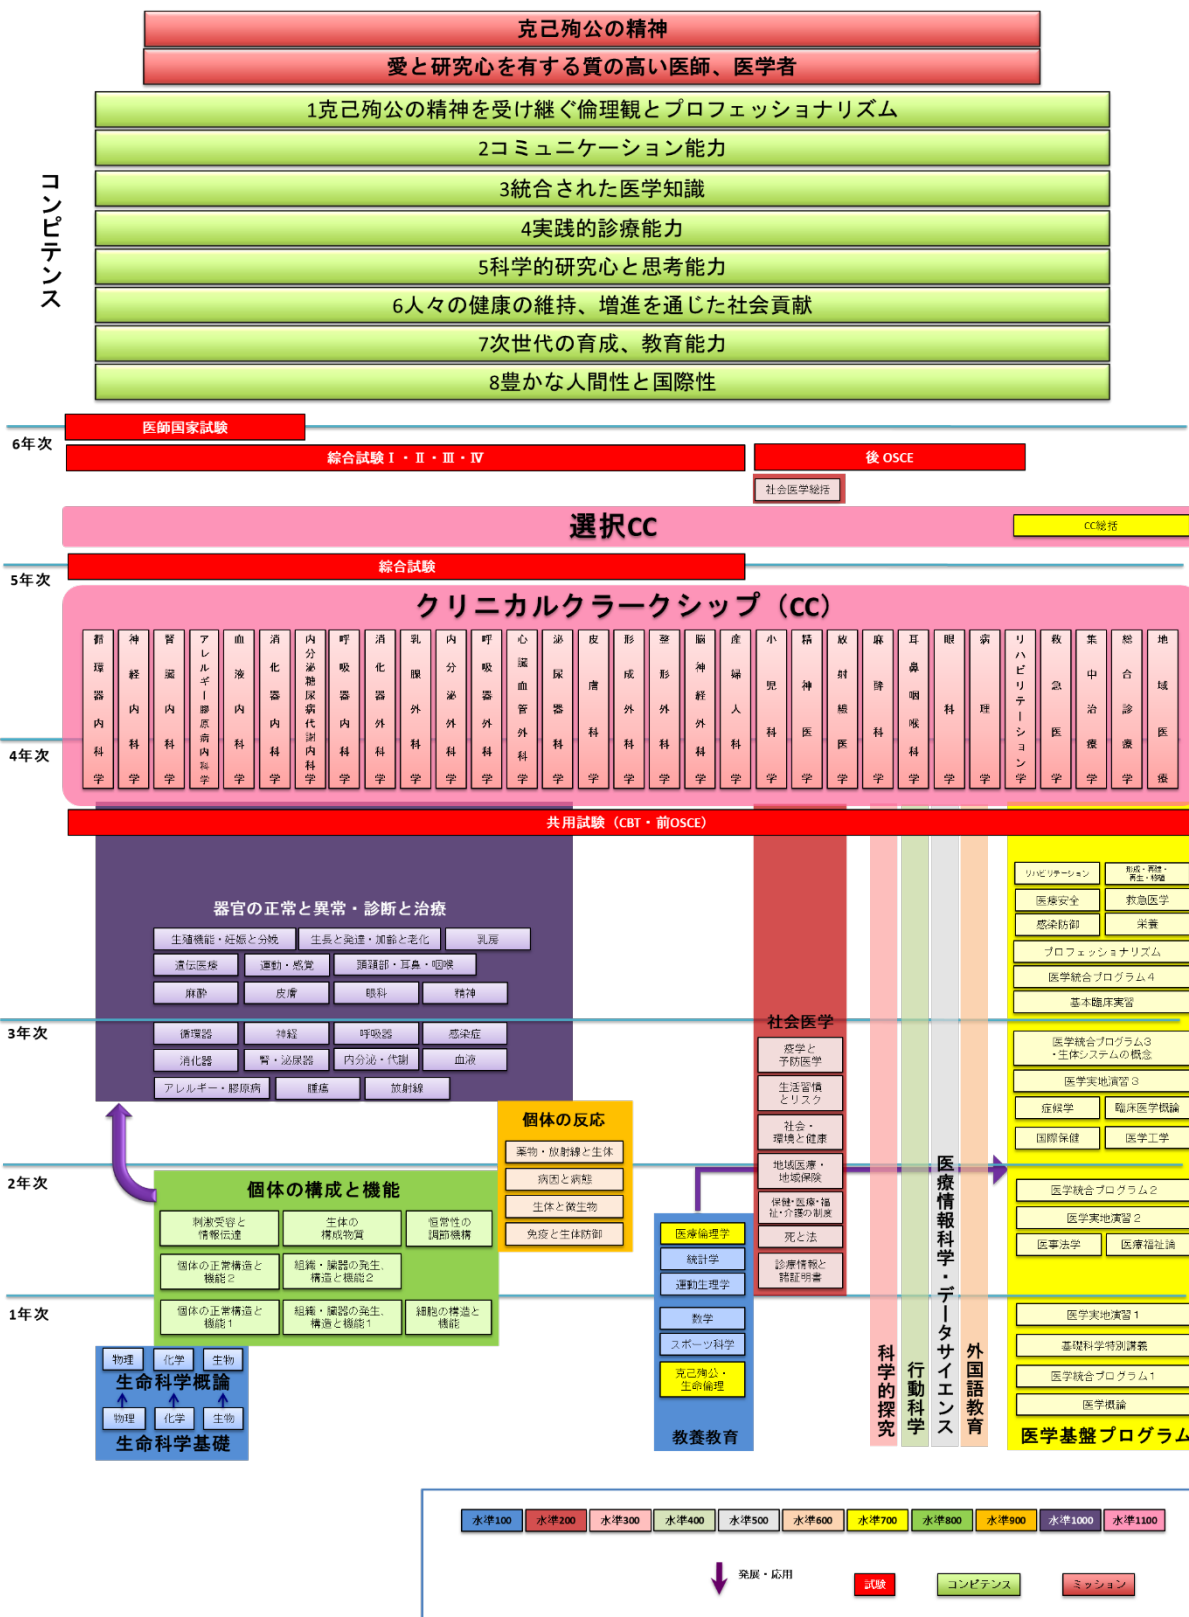 克己殉公の精神
愛と研究心を有する質の高い医師、医学者
コンピテンス
1克己殉公の精神を受け継ぐ倫理観とプロフェッショナリズム
2コミュニケーション能力
3統合された医学知識
4実践的診療能力
5科学的研究心と思考能力
6人々の健康の維持、増進を通じた社会貢献
7次世代の育成、教育能力
8豊かな人間性と国際性
6年次
医師国家試験
綜合試験Ⅰ・Ⅱ・Ⅲ・Ⅳ
後 OSCE
社会医学総括
選択CC
CC総括
5年次
綜合試験
クリニカルクラークシップ（CC）
循環器内科学
神経内科学
腎臓内科学
アレルギー膠原病内科学
血液内科学
消化器内科学
内分泌糖尿病代謝内科学
呼吸器内科学
消化器外科学
乳腺外科学
内分泌外科学
呼吸器外科学
心臓血管外科学
泌尿器科学
皮膚科学
形成外科学
整形外科学
脳神経外科学
産婦人科学
小児科学
精神医学
放射線医学
麻酔科学
耳鼻咽喉科学
眼科学
病理学
リハビリテーション学
救急医学
集中治療学
総合診療学
地域医療
4年次
共用試験（CBT・前OSCE）
器官の正常と異常・診断と治療
生殖機能・妊娠と分娩
生長と発達・加齢と老化
乳房
遺伝医療
運動・感覚
頭頚部・耳鼻・咽喉
麻酔
皮膚
眼科
精神
3年次
循環器
神経
呼吸器
感染症
消化器
腎・泌尿器
内分泌・代謝
血液
アレルギー・膠原病
腫瘍
放射線
個体の反応
薬物・放射線と生体
病因と病態
生体と微生物
免疫と生体防御
2年次
個体の構成と機能
刺激受容と
情報伝達
生体の
構成物質
恒常性の
調節機構
個体の正常構造と
機能2
組織・臓器の発生、
構造と機能2
1年次
個体の正常構造と
機能1
組織・臓器の発生、
構造と機能1
細胞の構造と
機能
物理
化学
生物
生命科学概論
物理
化学
生物
生命科学基礎
医療倫理学
統計学
運動生理学
数学
スポーツ科学
克己殉公・
生命倫理
教養教育
社会医学
疫学と
予防医学
生活習慣
とリスク
社会・
環境と健康
地域医療・
地域保険
保健・医療・福
祉・介護の制度
死と法
診療情報と
諸証明書
科学的探究
行動科学
医療情報科学・データサイエンス
外国語教育
リハビリテーション
形成・再建・
再生・移植
医療安全
救急医学
感染防御
栄養
プロフェッショナリズム
医学統合プログラム4
基本臨床実習
医学統合プログラム3
・生体システムの概念
医学実地演習3
症候学
臨床医学概論
国際保健
医学工学
医学統合プログラム2
医学実地演習2
医事法学
医療福祉論
医学実地演習1
基礎科学特別講義
医学統合プログラム1
医学概論
医学基盤プログラム
水準100
水準200
水準300
水準400
水準500
水準600
水準700
水準800
水準900
水準1000
水準1100
発展・応用
試験
コンピテンス
ミッション